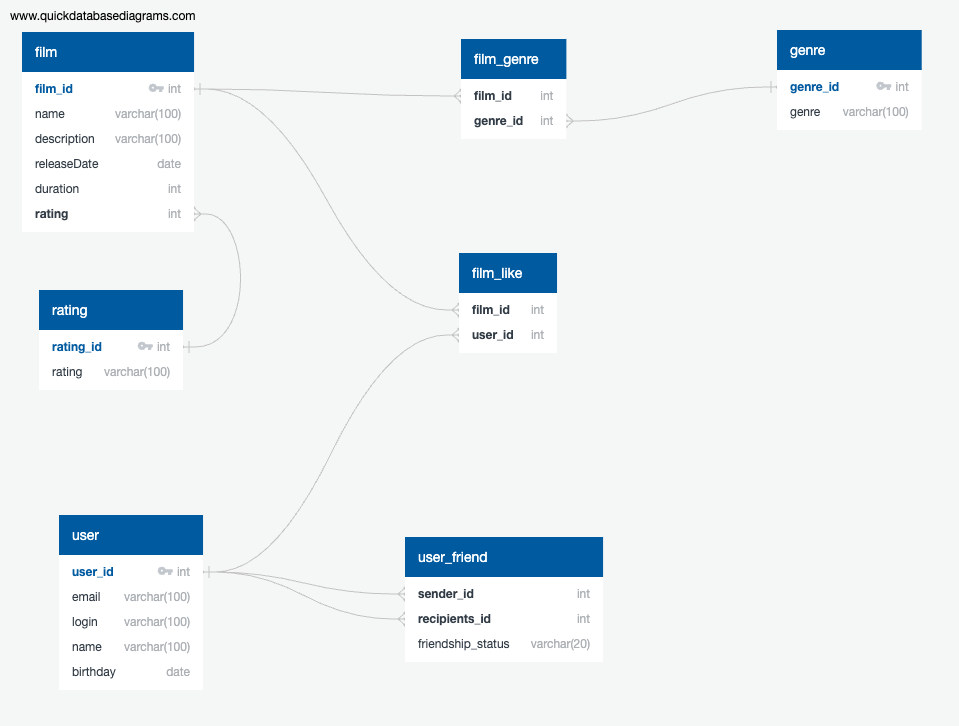 www.quickdatabasediagrams.com
film
film_id int
name varchar(100)
description varchar(100)
releaseDate date
duration int
rating int
film_genre
film_id int
genre_id int
genre
genre_id int
genre varchar(100)
film_like
film_id int
user_id int
rating
rating_id int
rating varchar(100)
user
user_id int
email varchar(100)
login varchar(100)
name varchar(100)
birthday date
user_friend
sender_id int
recipients_id int
friendship_status varchar(20)